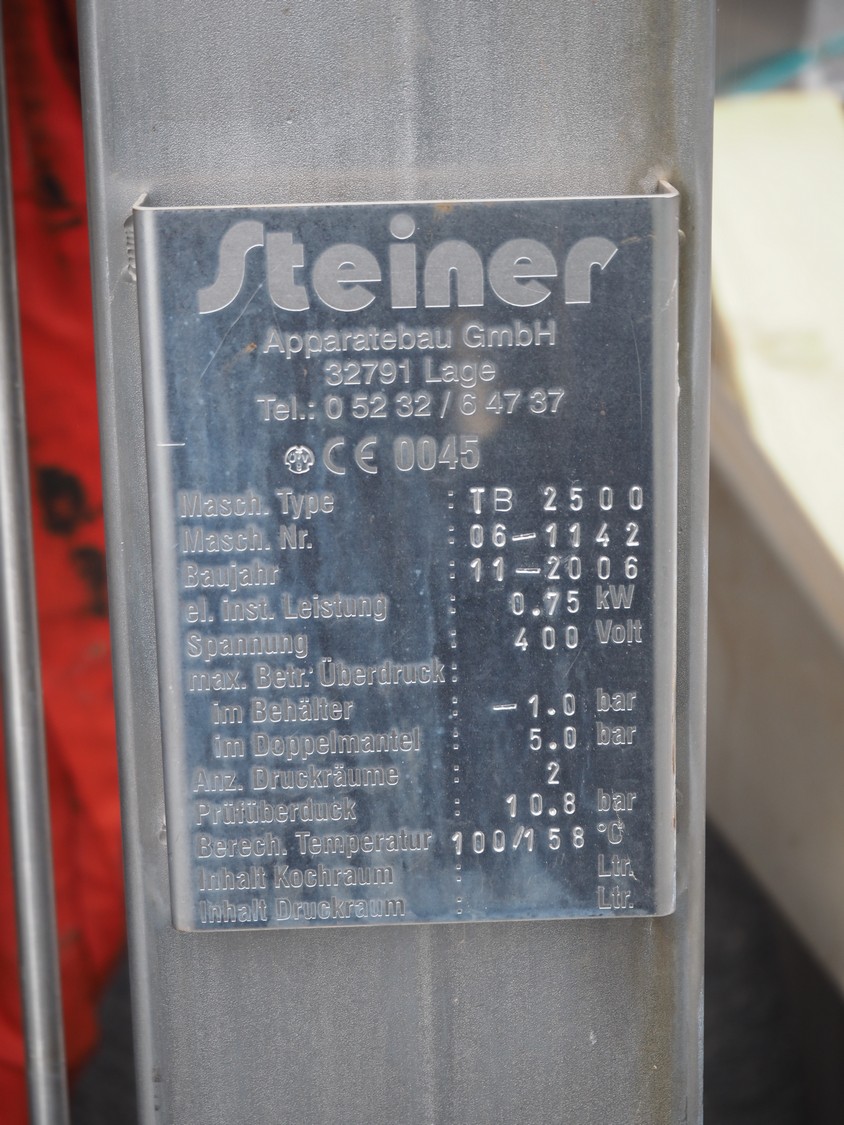 Steiner
Apparatebau GmbH
32791 Lage
Tel.: 0 52 32 / 6 47 37
CE 0045
Masch. Type : TB 2500
Masch. Nr. : 06-1142
Baujahr : 11-2006
el. inst. Leistung : 0.75 kW
Spannung : 400 Volt
max. Betr. Überdruck :
im Behälter : -1.0 bar
im Doppelmantel : 5.0 bar
Anz. Druckräume : 2
Prüfüberduck : 10.8 bar
Berech. Temperatur 100/158 °C
Inhalt Kochraum : Ltr.
Inhalt Druckraum : Ltr.